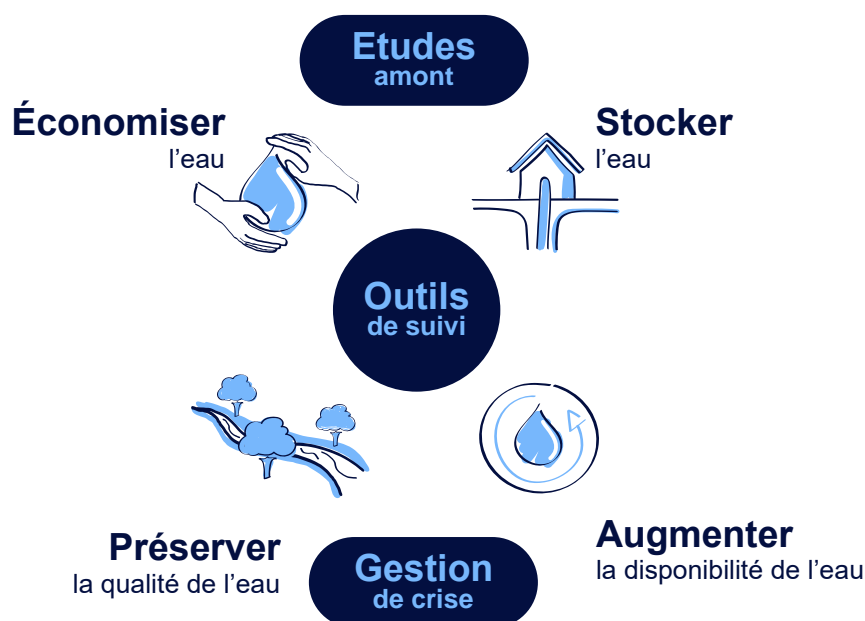 Etudes
amont
Économiser
l’eau
Stocker
l’eau
Outils
de suivi
Préserver
la qualité de l’eau
Augmenter
la disponibilité de l’eau
Gestion
de crise